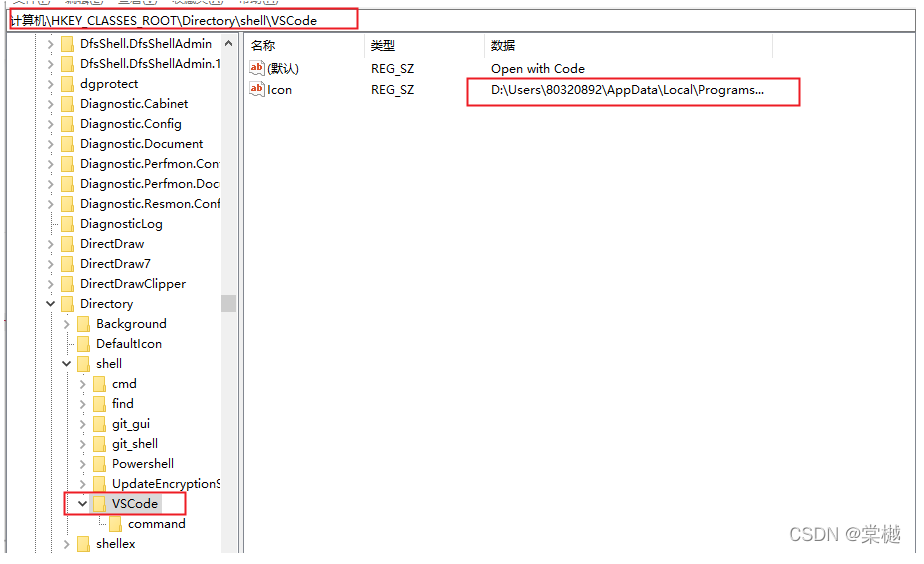 计算机\HKEY_CLASSES_ROOT\Directory\shell\VSCode
DfsShell.DfsShellAdmin
DfsShell.DfsShellAdmin.1
dgprotect
Diagnostic.Cabinet
Diagnostic.Config
Diagnostic.Document
Diagnostic.Perfmon.Con
Diagnostic.Perfmon.Doc
Diagnostic.Resmon.Conf
DiagnosticLog
DirectDraw
DirectDraw7
DirectDrawClipper
Directory
Background
DefaultIcon
shell
cmd
find
git_gui
git_shell
Powershell
UpdateEncryptionS
VSCode
command
shellex
名称 类型 数据
ab (默认) REG_SZ Open with Code
ab Icon REG_SZ D:\Users\80320892\AppData\Local\Programs...
CSDN @棠樾